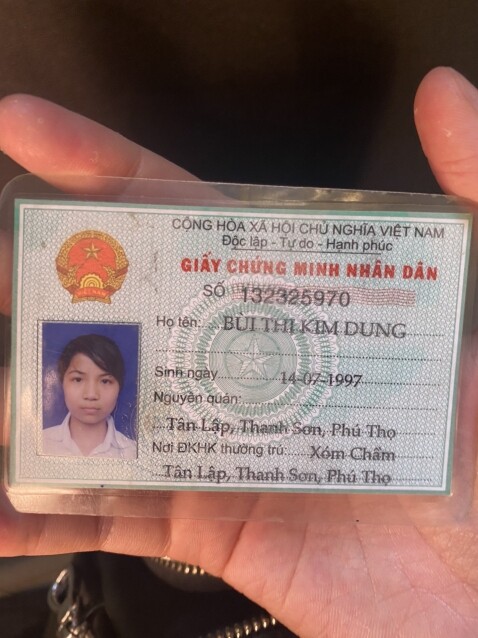 CỘNG HÒA XÃ HỘI CHỦ NGHĨA VIỆT NAM
Độc lập - Tự do - Hạnh phúc
GIẤY CHỨNG MINH NHÂN DÂN
SỐ 132325970
Họ tên: BÙI THỊ KIM DUNG
Sinh ngày 14-07-1997
Nguyên quán:
Tân Lập, Thanh Sơn, Phú Thọ
Nơi ĐKHK thường trú: Xóm Chầm
Tân Lập, Thanh Sơn, Phú Thọ